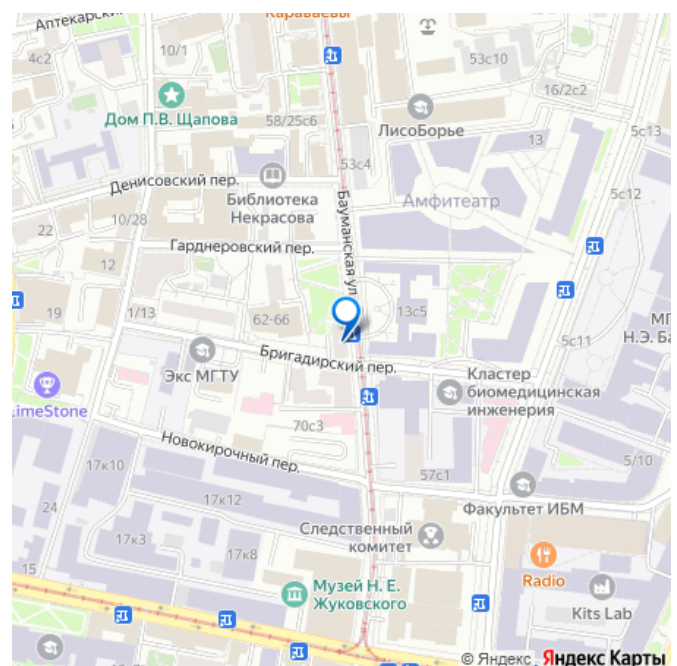 Караваевы
Аптекарский
4с2
10/1
53с10
16/2с2
Дом П.В. Щапова
58/25с6
ЛисоБорье
13
5с13
53с4
Денисовский пер.
Библиотека
Некрасова
Бауманская ул.
Амфитеатр
5с12
22
10/28
Гарднеровский пер.
12
19
1/13
62-66
13с5
5с11
Н.Э. Ба
Бригадирский пер.
Экс МГТУ
Кластер
биомедицинская
инженерия
LimeStone
70с3
Новокирочный пер.
17к10
57с1
5/10
17к12
24
Факультет ИБМ
Следственный
комитет
17к3
17к8
15
Radio
Музей Н. Е.
Жуковского
Kits Lab
© Яндекс
Яндекс Карты